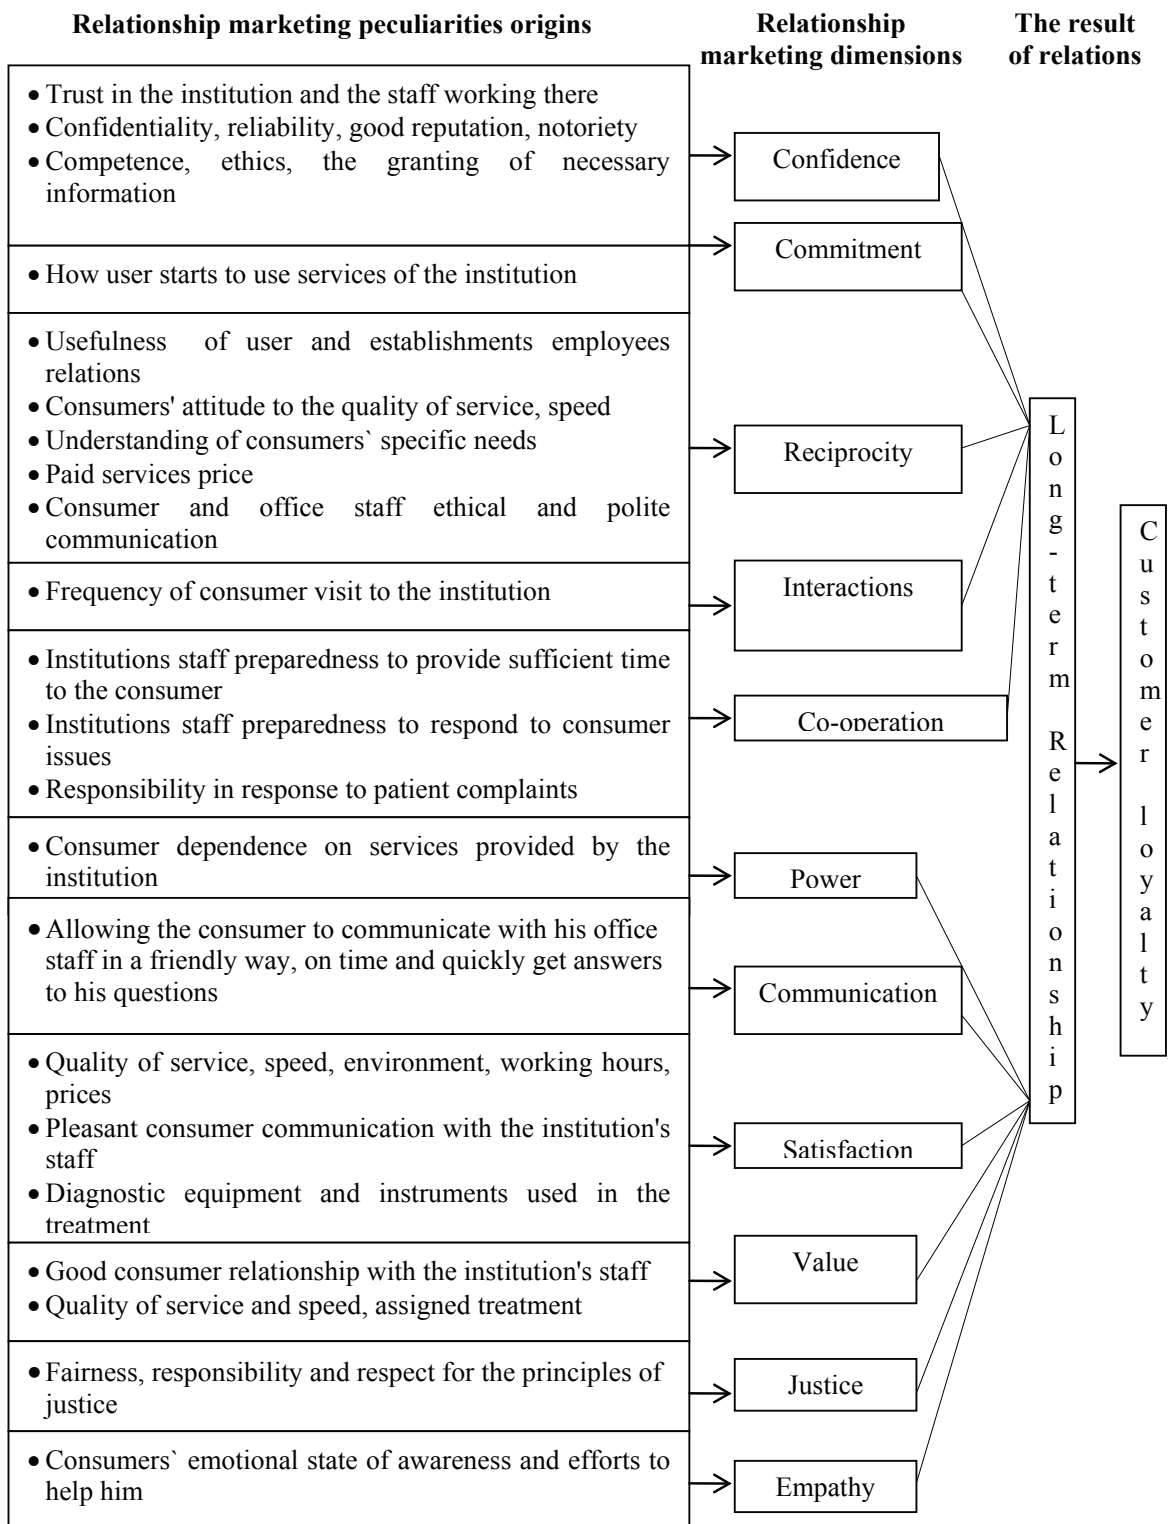 Relationship marketing peculiarities origins
Relationship
marketing dimensions
The result
of relations
• Trust in the institution and the staff working there
• Confidentiality, reliability, good reputation, notoriety
• Competence, ethics, the granting of necessary
information
Confidence
Commitment
• How user starts to use services of the institution
• Usefulness of user and establishments employees
relations
• Consumers' attitude to the quality of service, speed
• Understanding of consumers` specific needs
• Paid services price
• Consumer and office staff ethical and polite
communication
Reciprocity
• Frequency of consumer visit to the institution
Interactions
• Institutions staff preparedness to provide sufficient time
to the consumer
• Institutions staff preparedness to respond to consumer
issues
• Responsibility in response to patient complaints
Co-operation
• Consumer dependence on services provided by the
institution
Power
• Allowing the consumer to communicate with his office
staff in a friendly way, on time and quickly get answers
to his questions
Communication
• Quality of service, speed, environment, working hours,
prices
• Pleasant consumer communication with the institution's
staff
• Diagnostic equipment and instruments used in the
treatment
Satisfaction
• Good consumer relationship with the institution's staff
• Quality of service and speed, assigned treatment
Value
• Fairness, responsibility and respect for the principles of
justice
Justice
• Consumers` emotional state of awareness and efforts to
help him
Empathy
Long-term Relationship
Customer loyalty